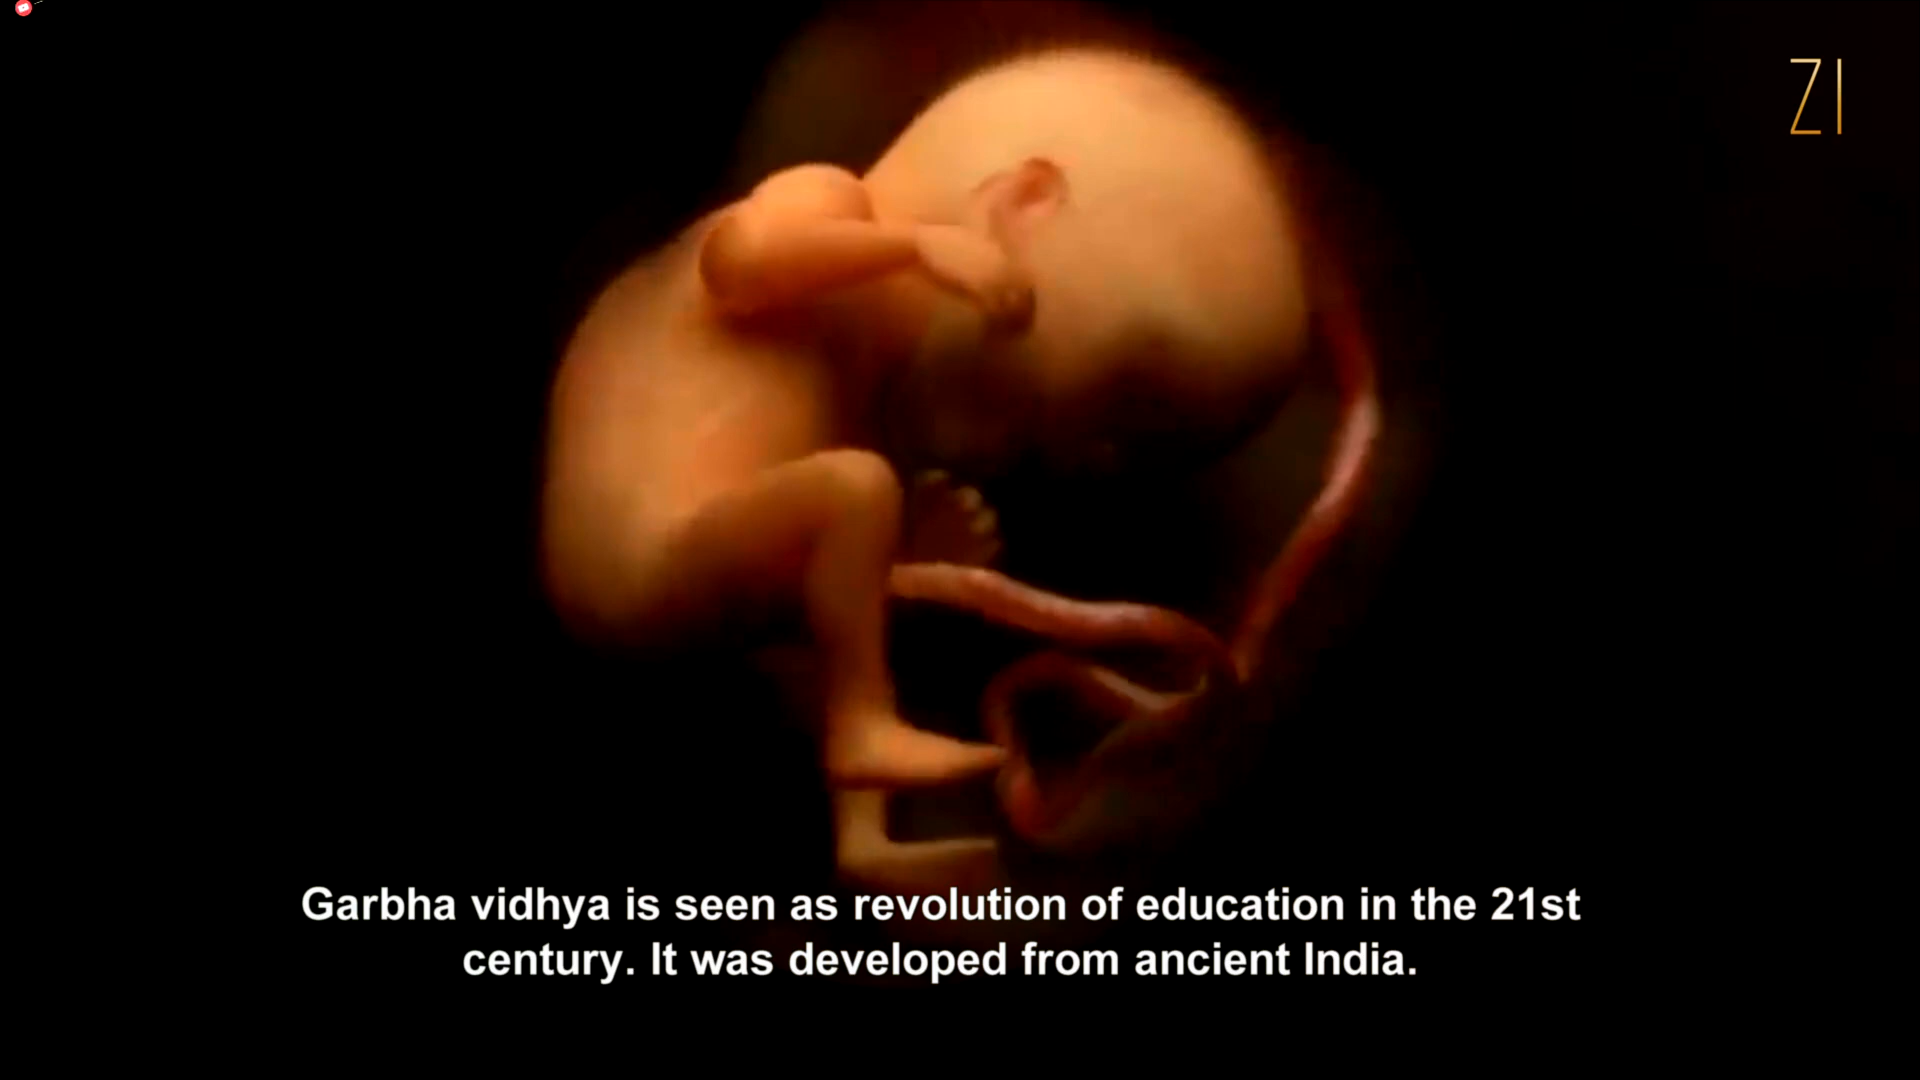 ZI
Garbha vidhya is seen as revolution of education in the 21st
century. It was developed from ancient India.